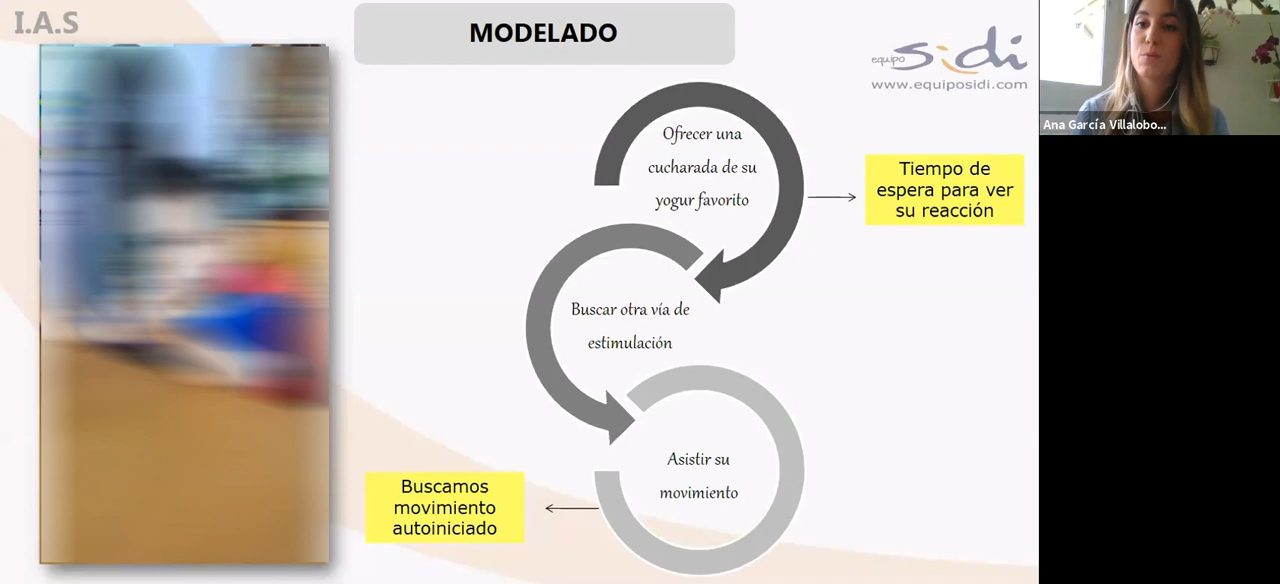 I.A.S
MODELADO
equipo
sidi
www.equiposidi.com
Ana García Villalobo...
Ofrecer una
cucharada de su
yogur favorito
Tiempo de
espera para ver
su reacción
Buscar otra vía de
estimulación
Asistir su
movimiento
Buscamos
movimiento
autoiniciado